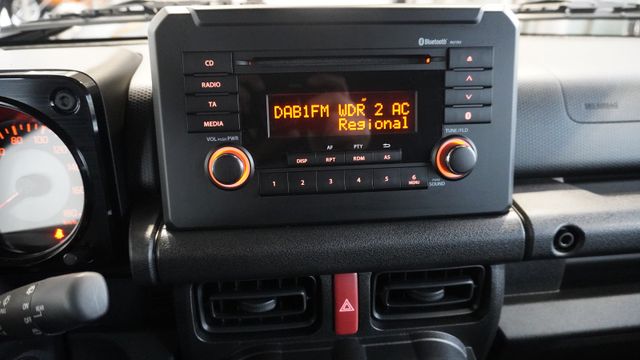 Bluetooth
CD
RADIO
TA
MEDIA
VOL PUSH PWR
DAB1FM WDR 2 AC
Regional
TUNE/FLD
AF PTY
DISP RPT RDM AS
1 2 3 4 5 6
MENU
SOUND